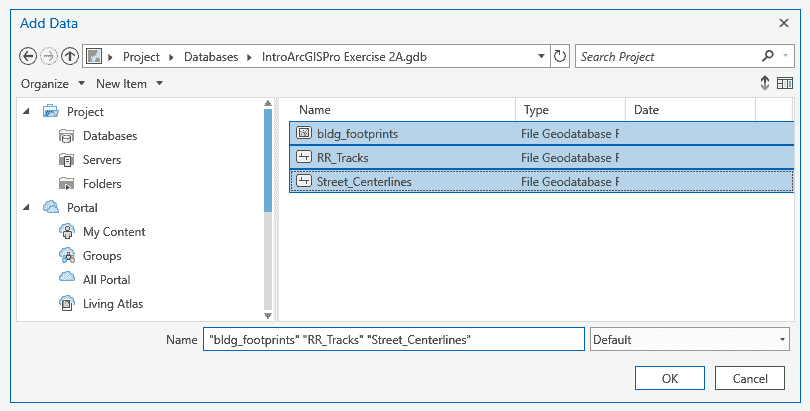 Add Data
Project Databases IntroArcGISPro Exercise 2A.gdb Search Project
Organize New Item
Project
Databases
Servers
Folders
Portal
My Content
Groups
All Portal
Living Atlas
Name Type Date
bldg_footprints File Geodatabase F
RR_Tracks File Geodatabase F
Street_Centerlines File Geodatabase F
Name "bldg_footprints" "RR_Tracks" "Street_Centerlines" Default
OK Cancel